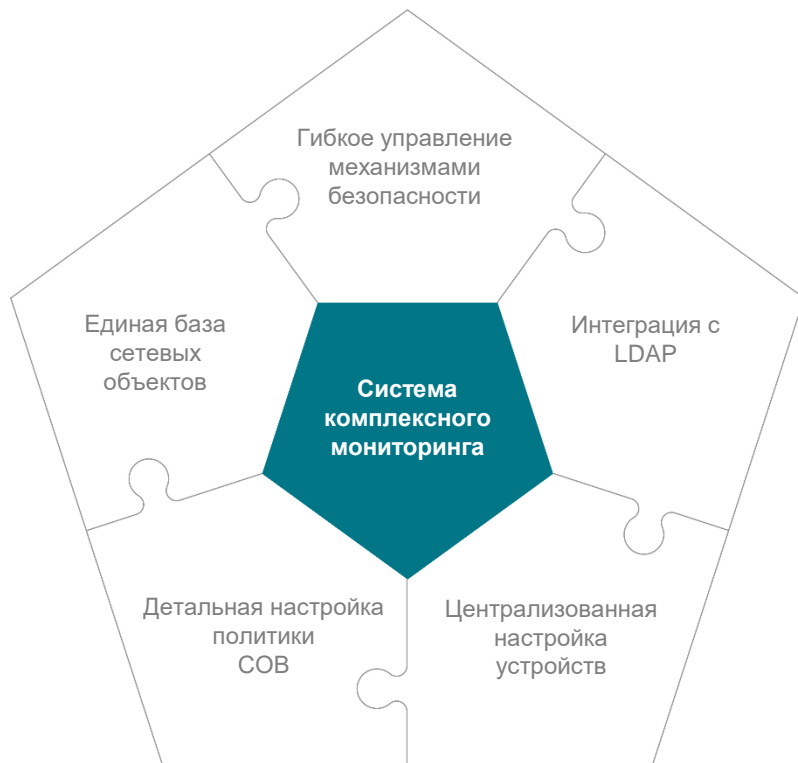 Гибкое управление
механизмами
безопасности
Единая база
сетевых
объектов
Интеграция с
LDAP
Система
комплексного
мониторинга
Детальная настройка
политики
СОВ
Централизованная
настройка
устройств